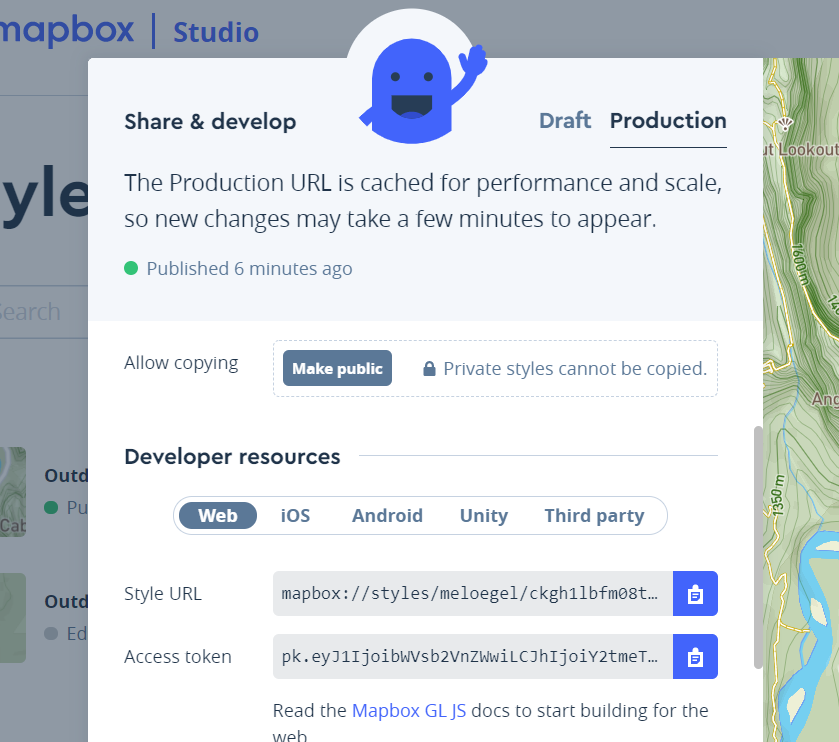 mapbox | Studio
Share & develop
Draft
Production
The Production URL is cached for performance and scale,
so new changes may take a few minutes to appear.
Published 6 minutes ago
Lookout
yle
Search
1600 m
Allow copying
Make public
Private styles cannot be copied.
Ang
Developer resources
Outd
Pu
Cab
1350 m
Web
iOS
Android
Unity
Third party
Style URL
mapbox://styles/meloegel/ckgh1lbfm08t…
Outd
Ed
Access token
pk.eyJ1IjoibWVsb2VnZWwiLCJhIjoiY2tmeT…
Read the Mapbox GL JS docs to start building for the
web